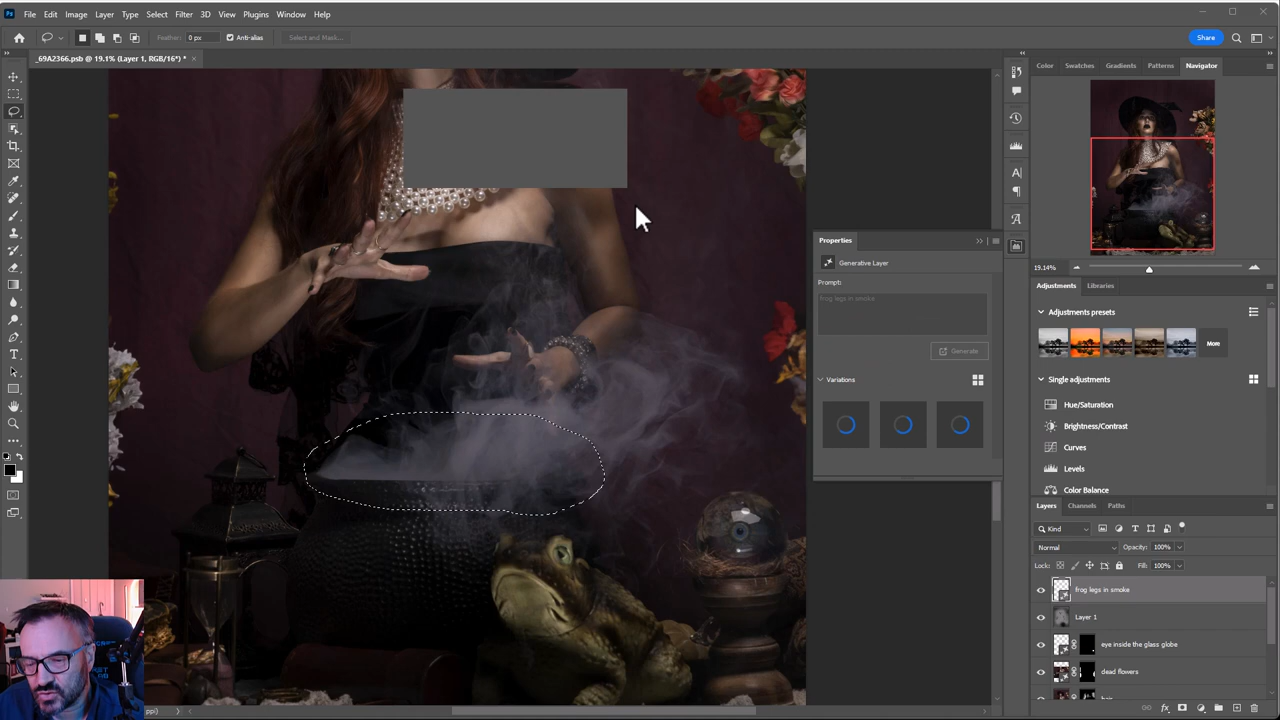 Ps File Edit Image Layer Type Select Filter 3D View Plugins Window Help
Feather: 0 px Anti-alias Select and Mask... Share
_69A2366.psb @ 19.1% (Layer 1, RGB/16*) * ×
Color Swatches Gradients Patterns Navigator
19.14%
Properties
Generative Layer
Prompt:
frog legs in smoke
Generate
Variations
Adjustments Libraries
Adjustments presets
More
Single adjustments
Hue/Saturation
Brightness/Contrast
Curves
Levels
Color Balance
Layers Channels Paths
Kind
Normal Opacity: 100%
Lock: Fill: 100%
frog legs in smoke
Layer 1
eye inside the glass globe
dead flowers
hair
ppi)